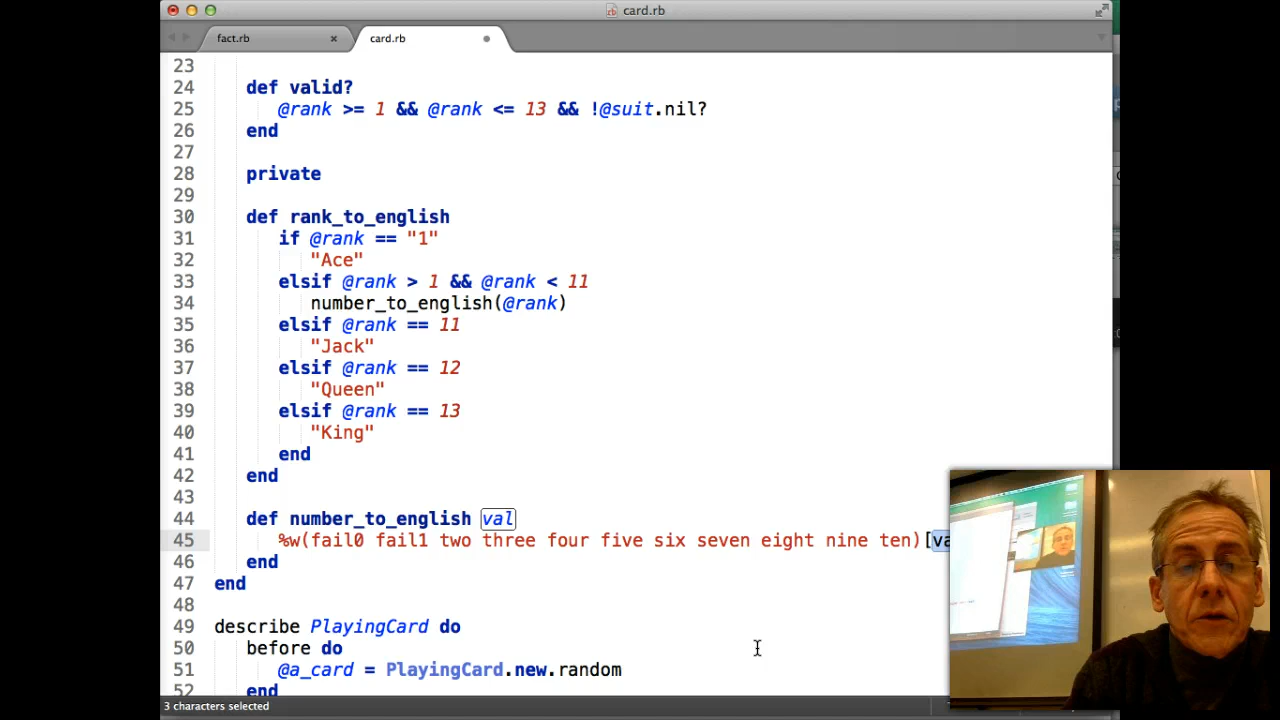 card.rb
fact.rb
card.rb
23
24 def valid?
25 @rank >= 1 && @rank <= 13 && !@suit.nil?
26 end
27
28 private
29
30 def rank_to_english
31 if @rank == "1"
32 "Ace"
33 elsif @rank > 1 && @rank < 11
34 number_to_english(@rank)
35 elsif @rank == 11
36 "Jack"
37 elsif @rank == 12
38 "Queen"
39 elsif @rank == 13
40 "King"
41 end
42 end
43
44 def number_to_english val
45 %w(fail0 fail1 two three four five six seven eight nine ten)[va
46 end
47 end
48
49 describe PlayingCard do
50 before do
51 @a_card = PlayingCard.new.random
52 end
3 characters selected